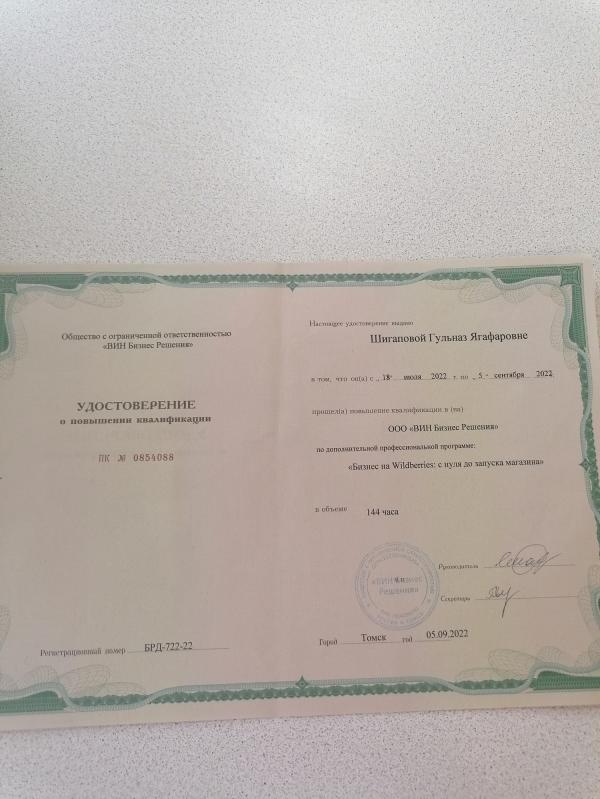 Общество с ограниченной ответственностью
«ВИН Бизнес Решения»
УДОСТОВЕРЕНИЕ
о повышении квалификации
ПК № 0854088
Регистрационный номер БРД-722-22
Настоящее удостоверение выдано
Шигаповой Гульназ Ягафаровне
в том, что он(а) с „ 18“ июля 2022 г. по „ 5 “ сентября 2022
прошел(а) повышение квалификации в (на)
ООО «ВИН Бизнес Решения»
по дополнительной профессиональной программе:
«Бизнес на Wildberries: с нуля до запуска магазина»
в объеме 144 часа
«ВИН Бизнес
Решения»
Руководитель
Секретарь
Город Томск год 05.09.2022